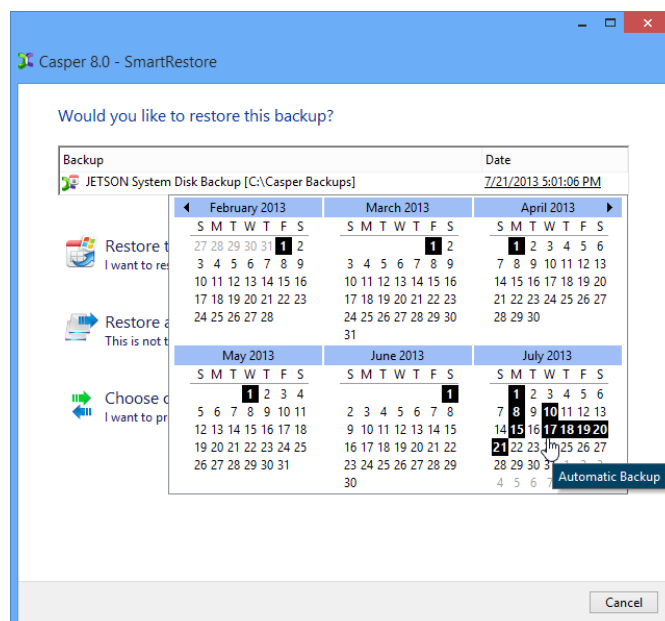 Casper 8.0 - SmartRestore
Would you like to restore this backup?
Backup Date
JETSON System Disk Backup [C:\Casper Backups] 7/21/2013 5:01:06 PM
February 2013 March 2013 April 2013
S M T W T F S S M T W T F S S M T W T F S
27 28 29 30 31 1 2 1 2 1 2 3 4 5 6
3 4 5 6 7 8 9 3 4 5 6 7 8 9 7 8 9 10 11 12 13
10 11 12 13 14 15 16 10 11 12 13 14 15 16 14 15 16 17 18 19 20
17 18 19 20 21 22 23 17 18 19 20 21 22 23 21 22 23 24 25 26 27
24 25 26 27 28 24 25 26 27 28 29 30 28 29 30
31
May 2013 June 2013 July 2013
S M T W T F S S M T W T F S S M T W T F S
1 2 3 4 1 1 2 3 4 5 6
5 6 7 8 9 10 11 2 3 4 5 6 7 8 7 8 9 10 11 12 13
12 13 14 15 16 17 18 9 10 11 12 13 14 15 14 15 16 17 18 19 20
19 20 21 22 23 24 25 16 17 18 19 20 21 22 21 22 23 25 26 27
26 27 28 29 30 31 23 24 25 26 27 28 29 28 29 30
30 4 5 6 7
Restore
I want to
Restore
This is not
Choose
I want to
Automatic Backup
Cancel